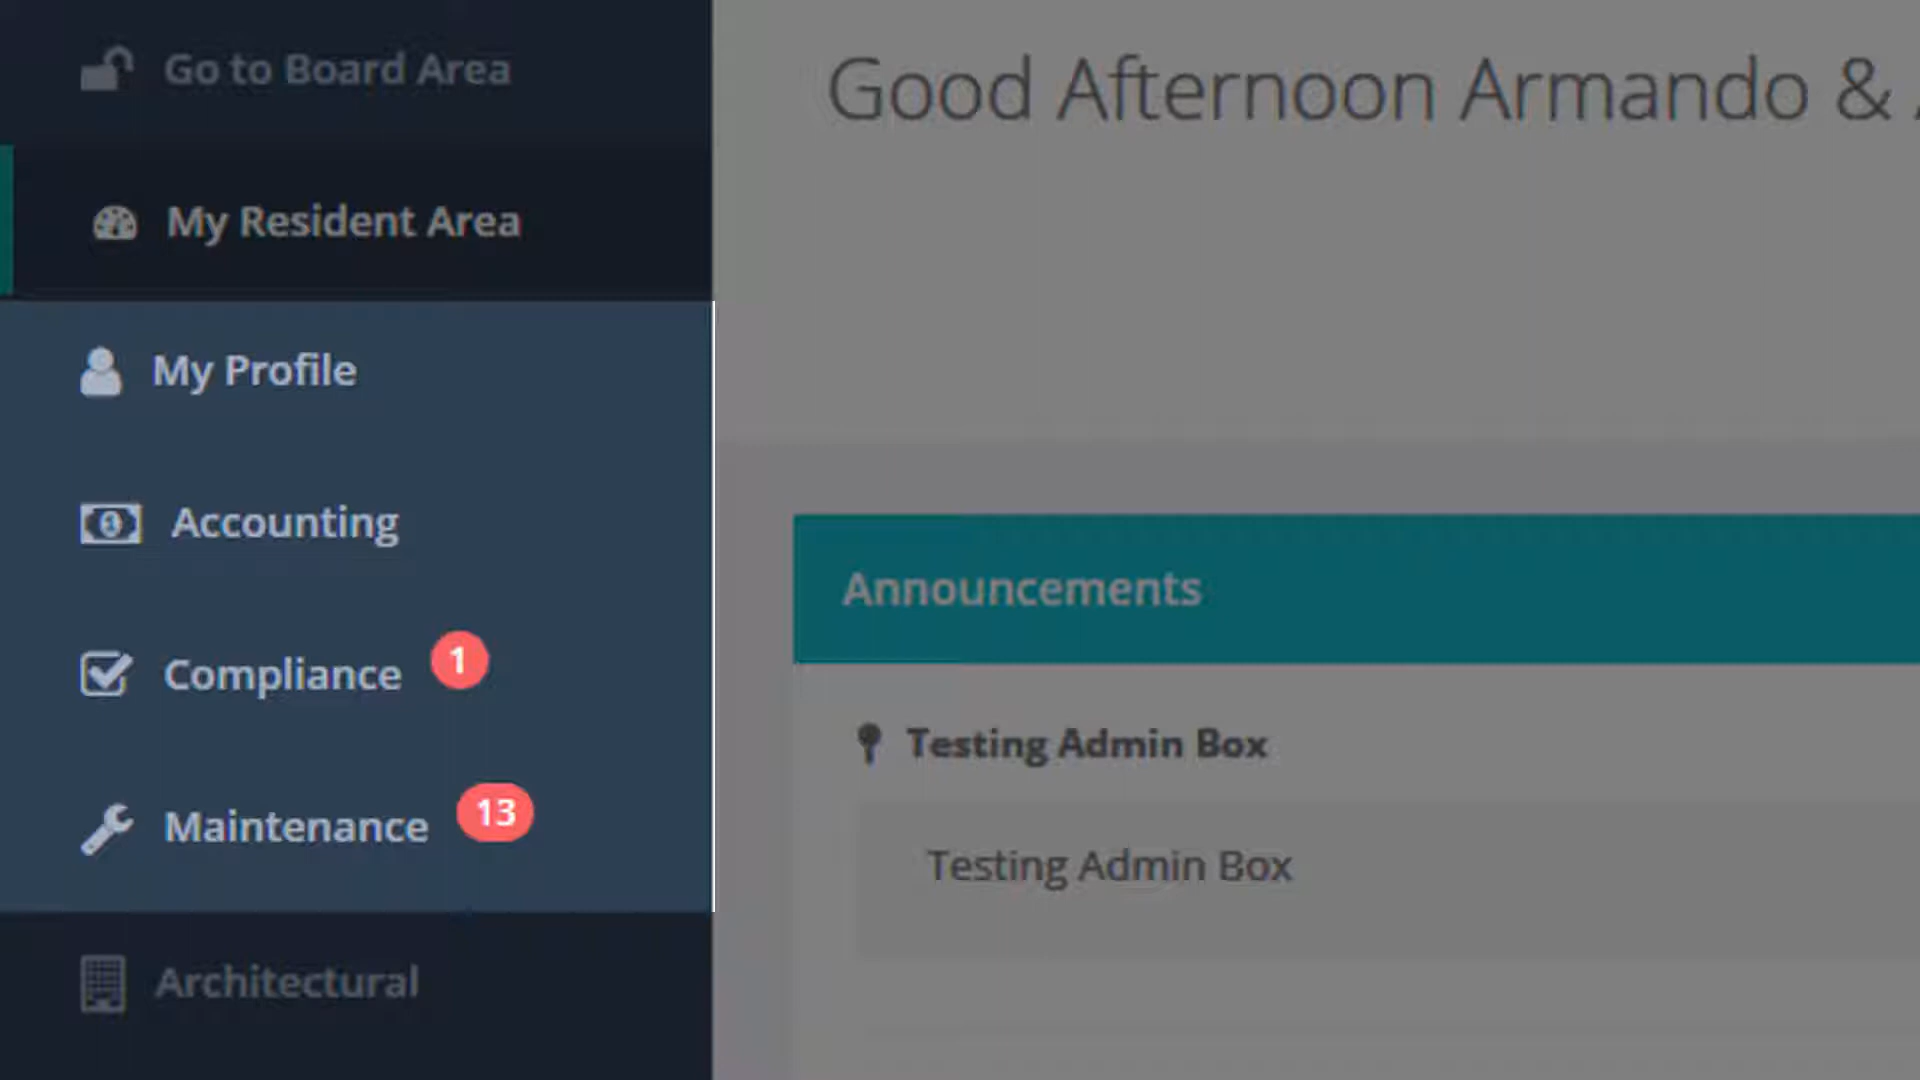 Go to Board Area
My Resident Area
My Profile
Accounting
Compliance 1
Maintenance 13
Architectural
Good Afternoon Armando &
Announcements
Testing Admin Box
Testing Admin Box